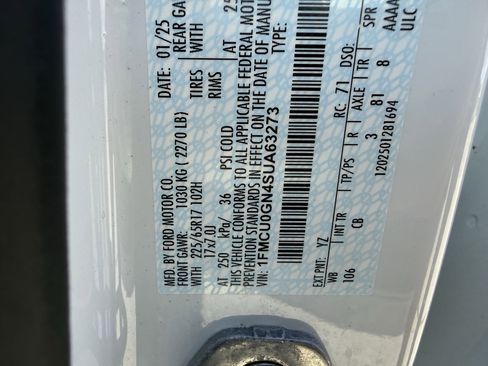 MFD. BY FORD MOTOR CO.
DATE: 01/25
FRONT GAWR: 1030 KG (2270 LB)
REAR GA
225/65R17 102H TIRES WITH
17x7.0J RIMS
AT 250 kPa/ 36 PSI COLD AT 25
THIS VEHICLE CONFORMS TO ALL APPLICABLE FEDERAL MOTO
PREVENTION STANDARDS IN EFFECT ON THE DATE OF MANU
VIN: 1FMCU0GN4SUA63273
TYPE:
EXT PNT: YZ RC: 71 DSO:
WB INT TR TP/PS R AXLE TR SPR
106 CB 3 81 8 AAAA
1202501281694 ULC